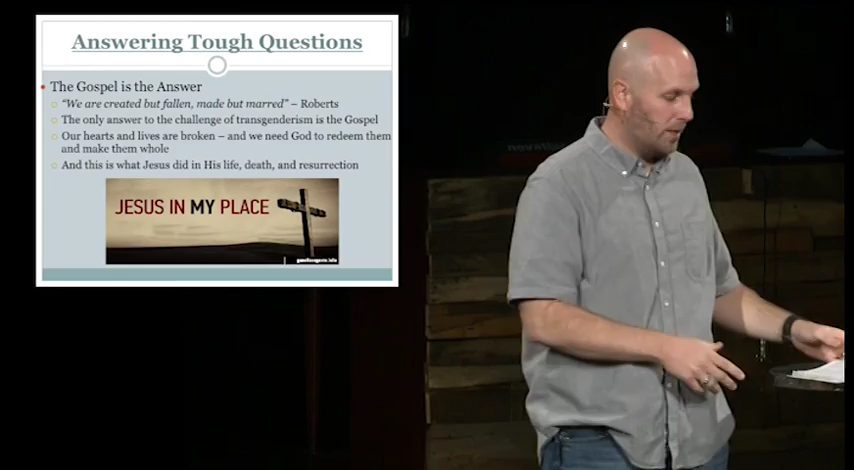 Answering Tough Questions
The Gospel is the Answer
"We are created but fallen, made but marred" – Roberts
The only answer to the challenge of transgenderism is the Gospel
Our hearts and lives are broken – and we need God to redeem them
and make them whole
And this is what Jesus did in His life, death, and resurrection
JESUS IN MY PLACE